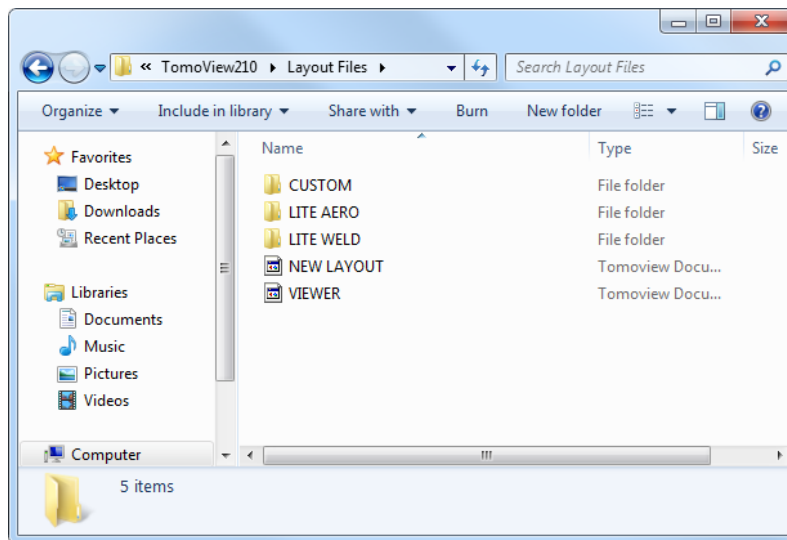 « TomoView210 ▸ Layout Files ▸
Search Layout Files
Organize Include in library Share with Burn New folder
Name Type Size
Favorites
Desktop
Downloads
Recent Places
Libraries
Documents
Music
Pictures
Videos
Computer
CUSTOM File folder
LITE AERO File folder
LITE WELD File folder
NEW LAYOUT Tomoview Docu...
VIEWER Tomoview Docu...
5 items